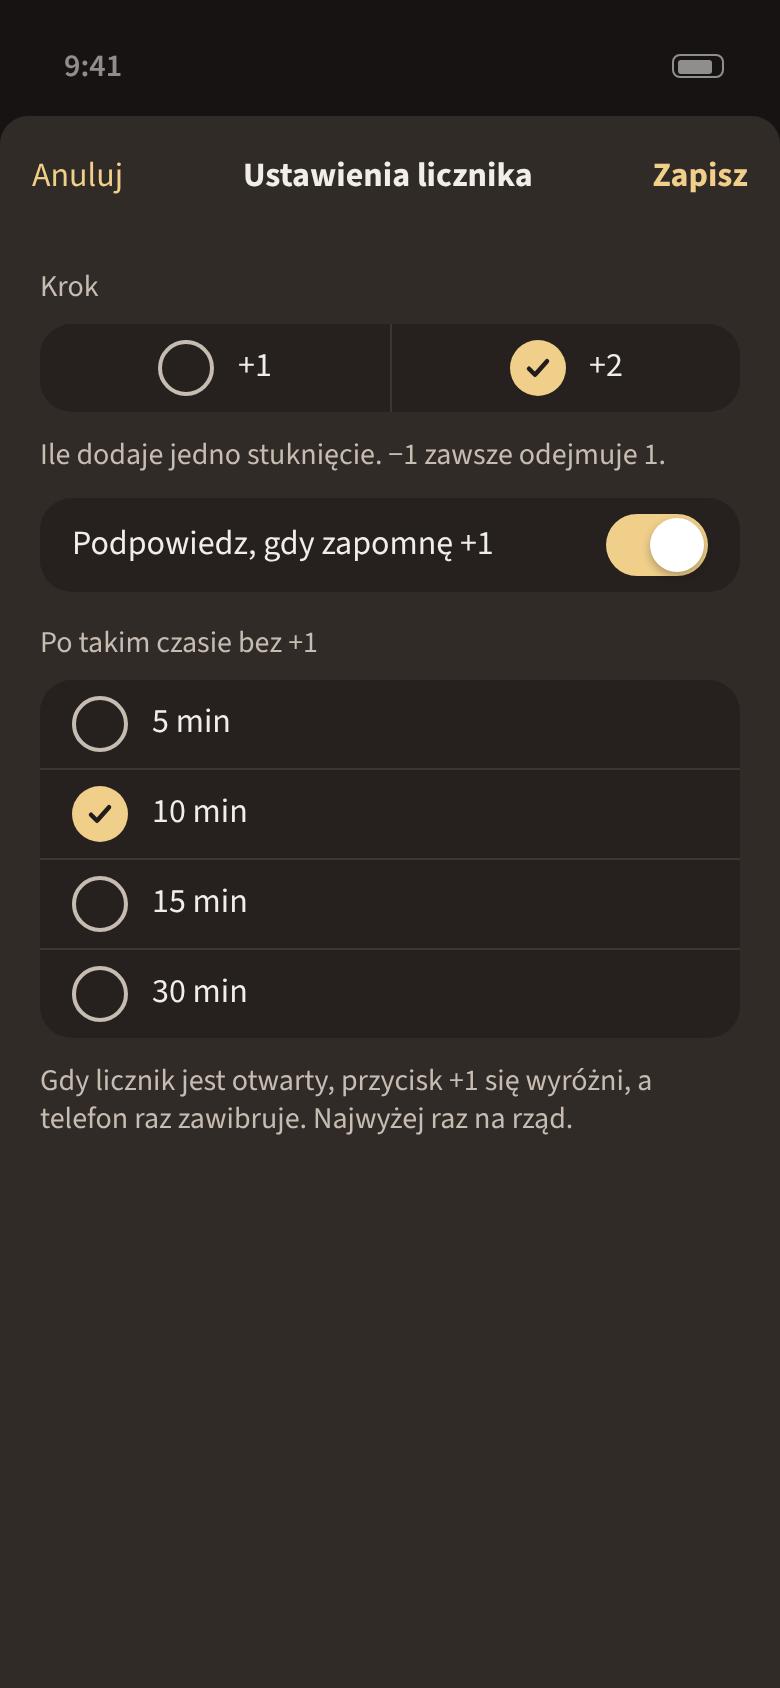 9:41
Anuluj
Ustawienia licznika
Zapisz
Krok
+1
+2
Ile dodaje jedno stuknięcie. −1 zawsze odejmuje 1.
Podpowiedz, gdy zapomnę +1
Po takim czasie bez +1
5 min
10 min
15 min
30 min
Gdy licznik jest otwarty, przycisk +1 się wyróżni, a
telefon raz zawibruje. Najwyżej raz na rząd.